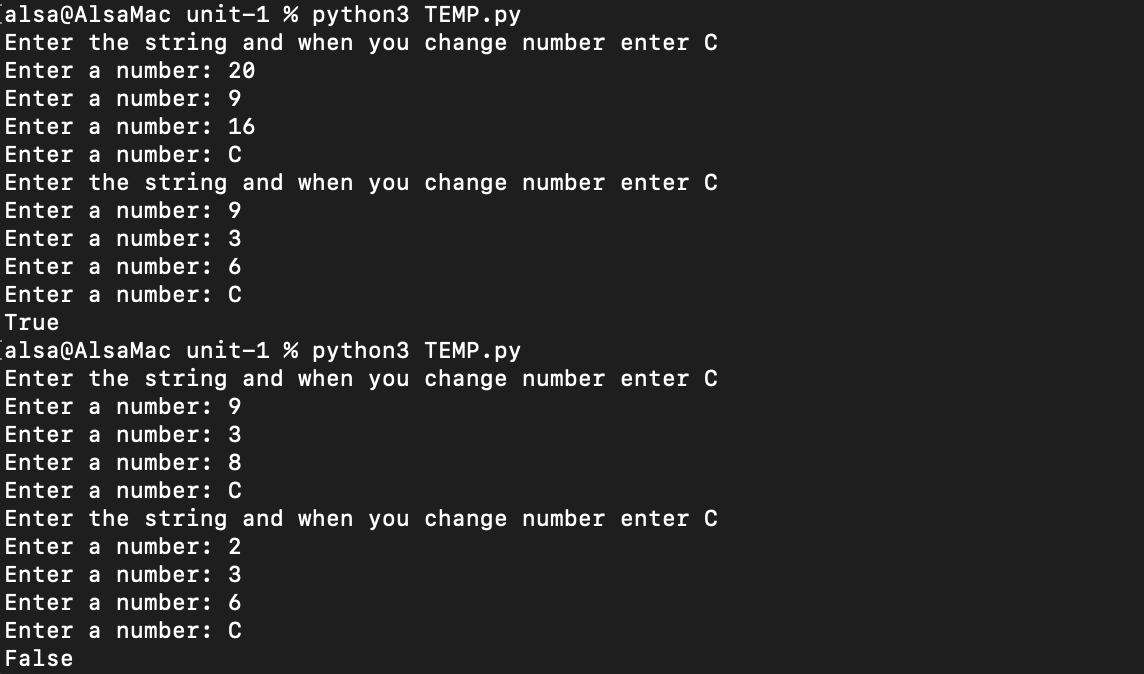 [alsa@AlsaMac unit-1 % python3 TEMP.py
Enter the string and when you change number enter C
Enter a number: 20
Enter a number: 9
Enter a number: 16
Enter a number: C
Enter the string and when you change number enter C
Enter a number: 9
Enter a number: 3
Enter a number: 6
Enter a number: C
True
[alsa@AlsaMac unit-1 % python3 TEMP.py
Enter the string and when you change number enter C
Enter a number: 9
Enter a number: 3
Enter a number: 8
Enter a number: C
Enter the string and when you change number enter C
Enter a number: 2
Enter a number: 3
Enter a number: 6
Enter a number: C
False